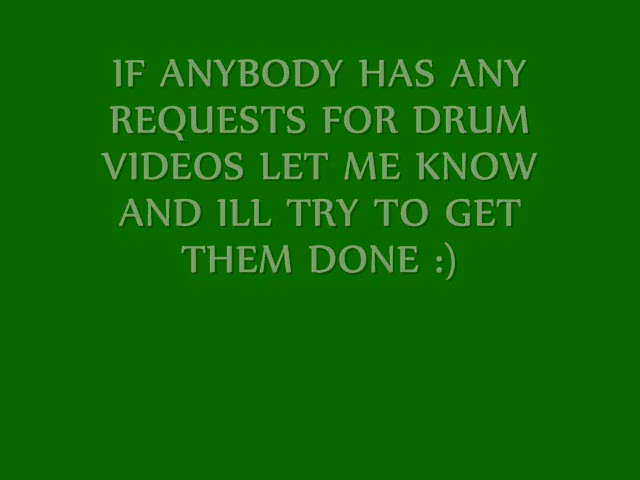 IF ANYBODY HAS ANY
REQUESTS FOR DRUM
VIDEOS LET ME KNOW
AND ILL TRY TO GET
THEM DONE :)